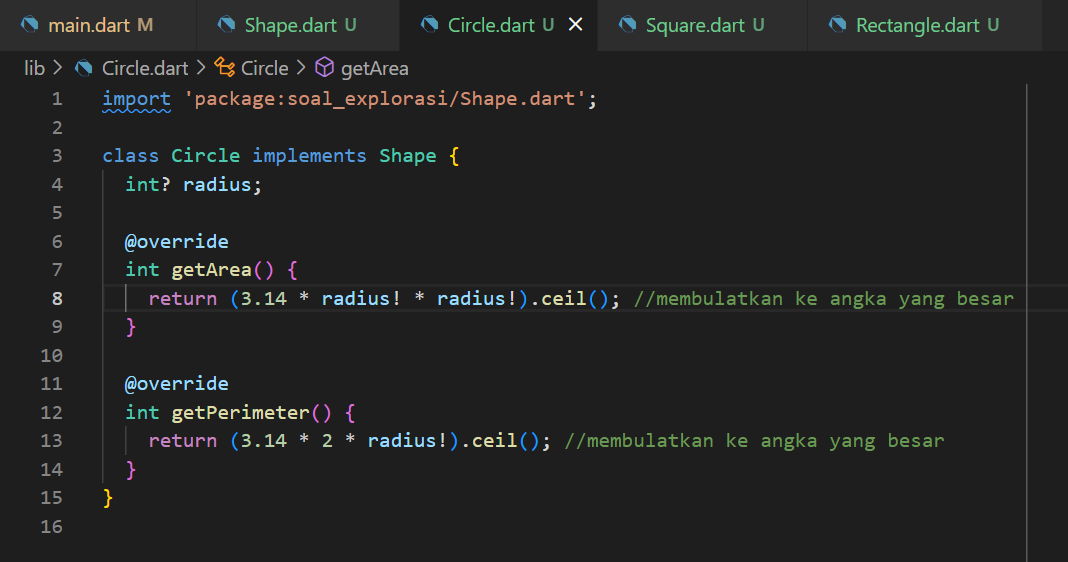 main.dart M Shape.dart U Circle.dart U Square.dart U Rectangle.dart U
lib > Circle.dart > Circle > getArea
1 import 'package:soal_explorasi/Shape.dart';
2
3 class Circle implements Shape {
4   int? radius;
5
6   @override
7   int getArea() {
8     return (3.14 * radius! * radius!).ceil(); //membulatkan ke angka yang besar
9   }
10
11   @override
12   int getPerimeter() {
13     return (3.14 * 2 * radius!).ceil(); //membulatkan ke angka yang besar
14   }
15 }
16